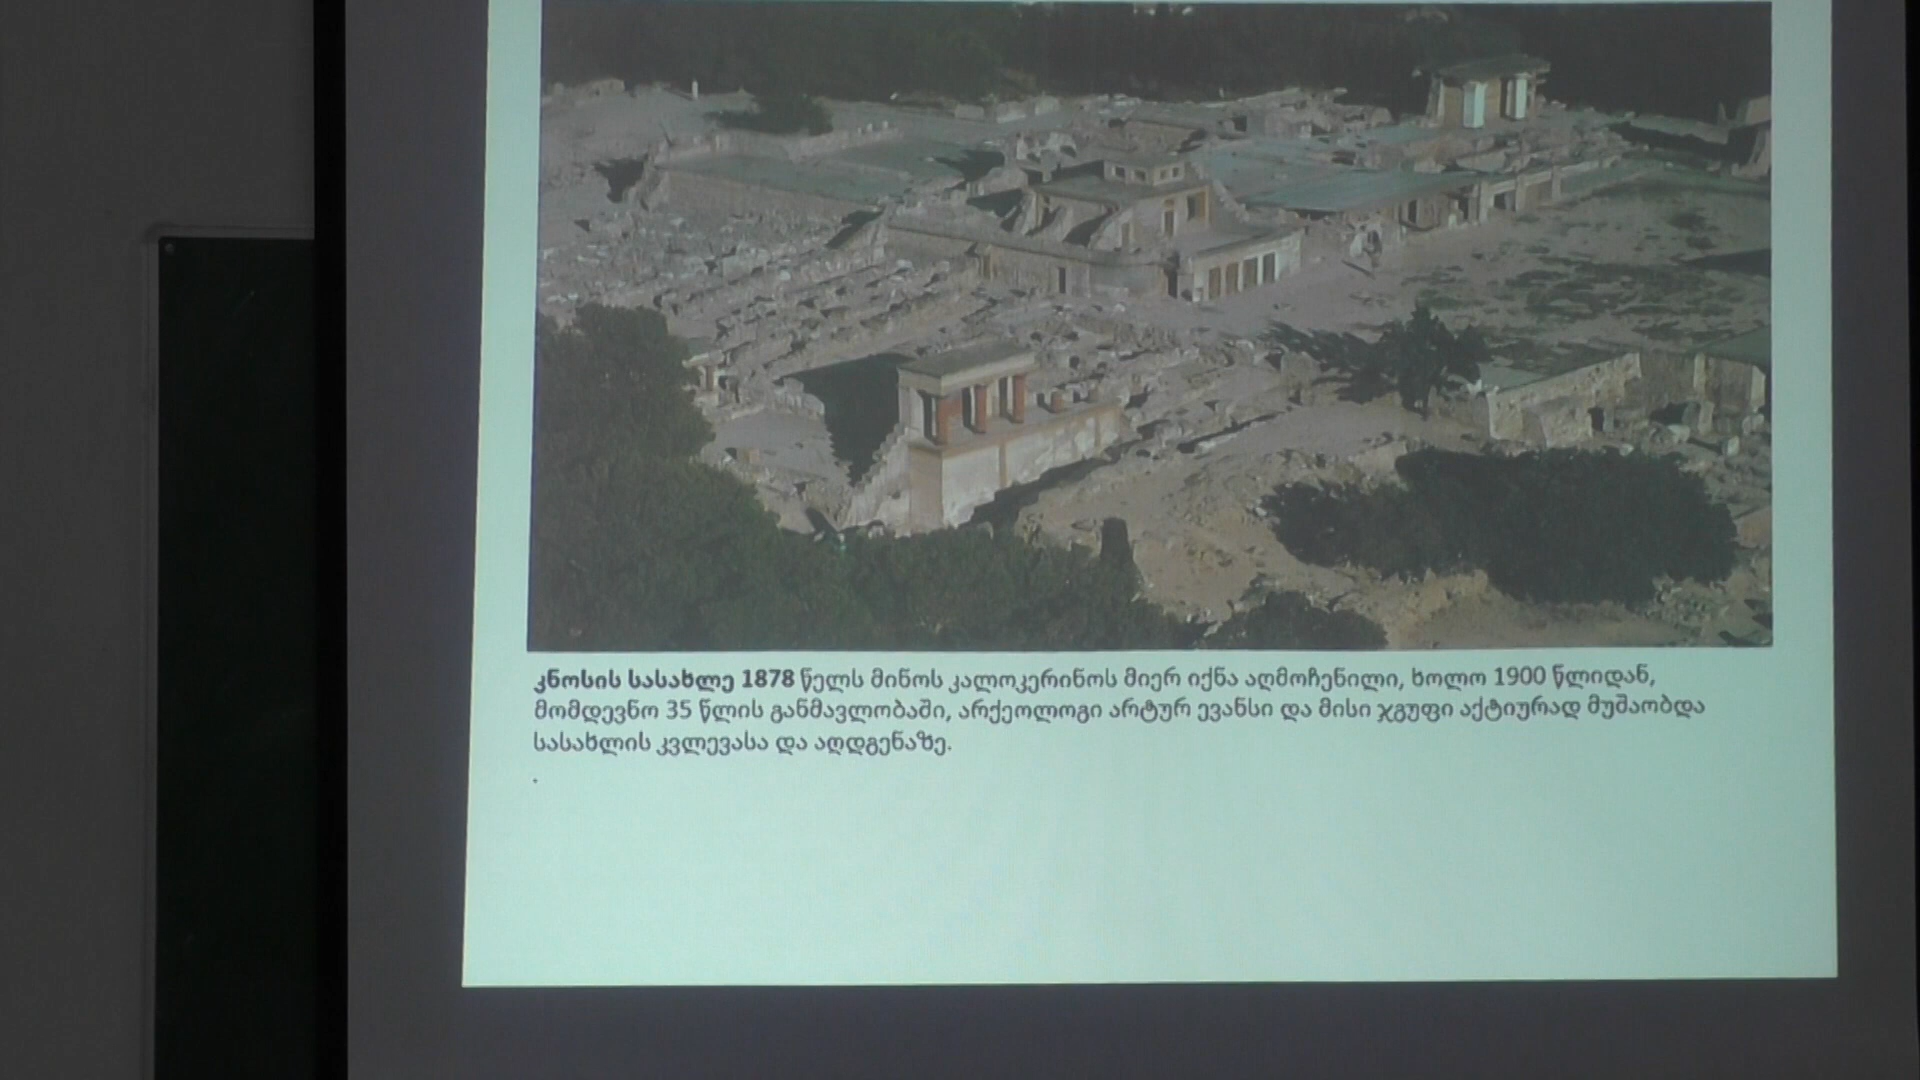 კნოსის სასახლე 1878 წელს მინოს კალოკერინოს მიერ იქნა აღმოჩენილი, ხოლო 1900 წლიდან,
მომდევნო 35 წლის განმავლობაში, არქეოლოგი არტურ ევანსი და მისი ჯგუფი აქტიურად მუშაობდა
სასახლის კვლევასა და აღდგენაზე.
.